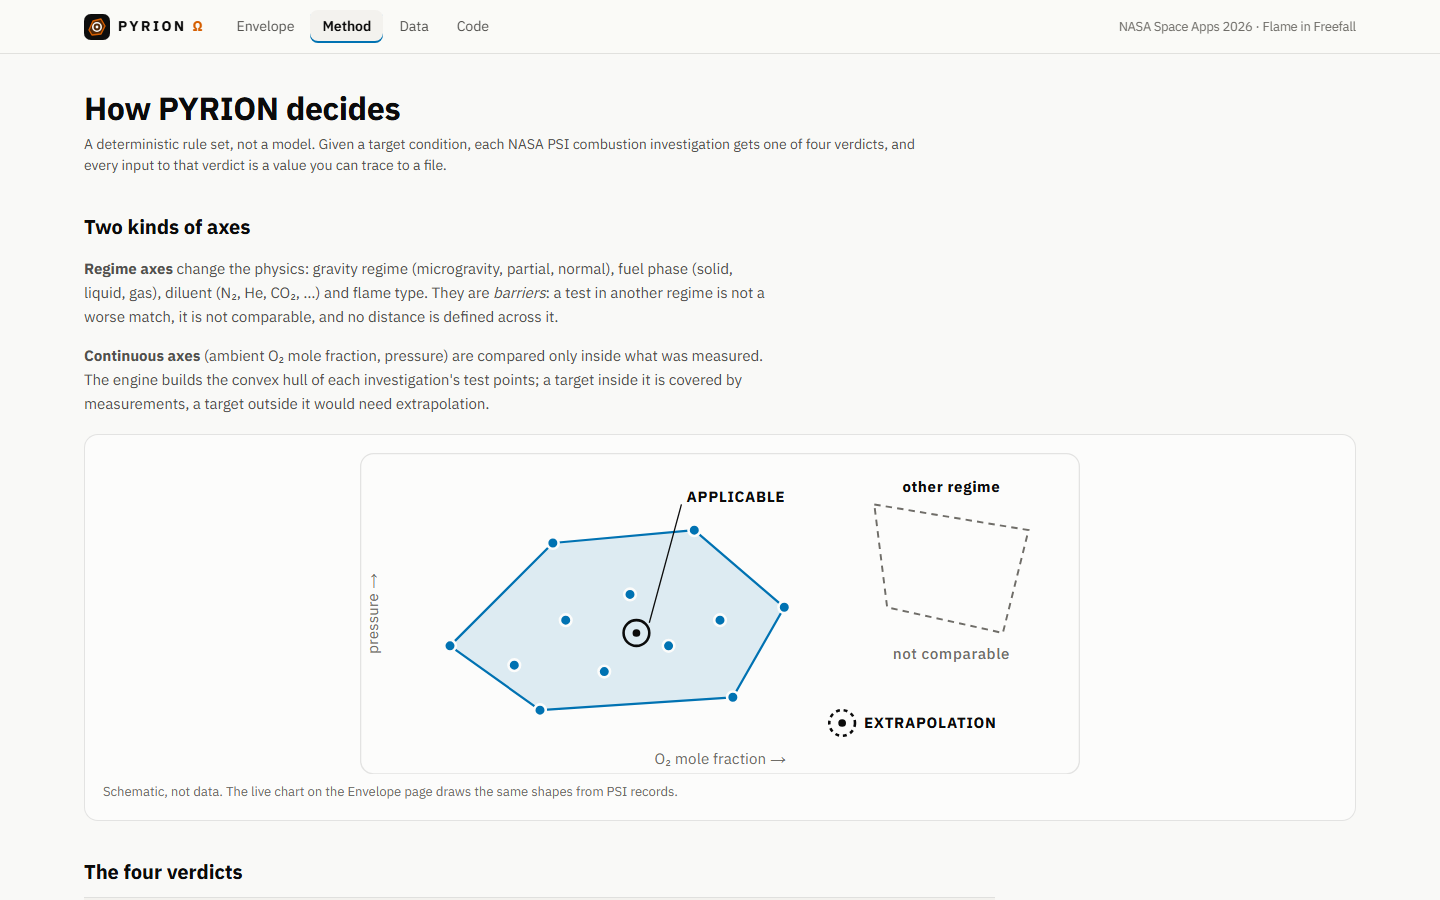 PYRION Ω
Envelope
Method
Data
Code
NASA Space Apps 2026 · Flame in Freefall
How PYRION decides
A deterministic rule set, not a model. Given a target condition, each NASA PSI combustion investigation gets one of four verdicts, and
every input to that verdict is a value you can trace to a file.
Two kinds of axes
Regime axes change the physics: gravity regime (microgravity, partial, normal), fuel phase (solid,
liquid, gas), diluent (N₂, He, CO₂, ...) and flame type. They are barriers: a test in another regime is not a
worse match, it is not comparable, and no distance is defined across it.
Continuous axes (ambient O₂ mole fraction, pressure) are compared only inside what was measured.
The engine builds the convex hull of each investigation's test points; a target inside it is covered by
measurements, a target outside it would need extrapolation.
other regime
APPLICABLE
pressure →
not comparable
EXTRAPOLATION
O₂ mole fraction →
Schematic, not data. The live chart on the Envelope page draws the same shapes from PSI records.
The four verdicts